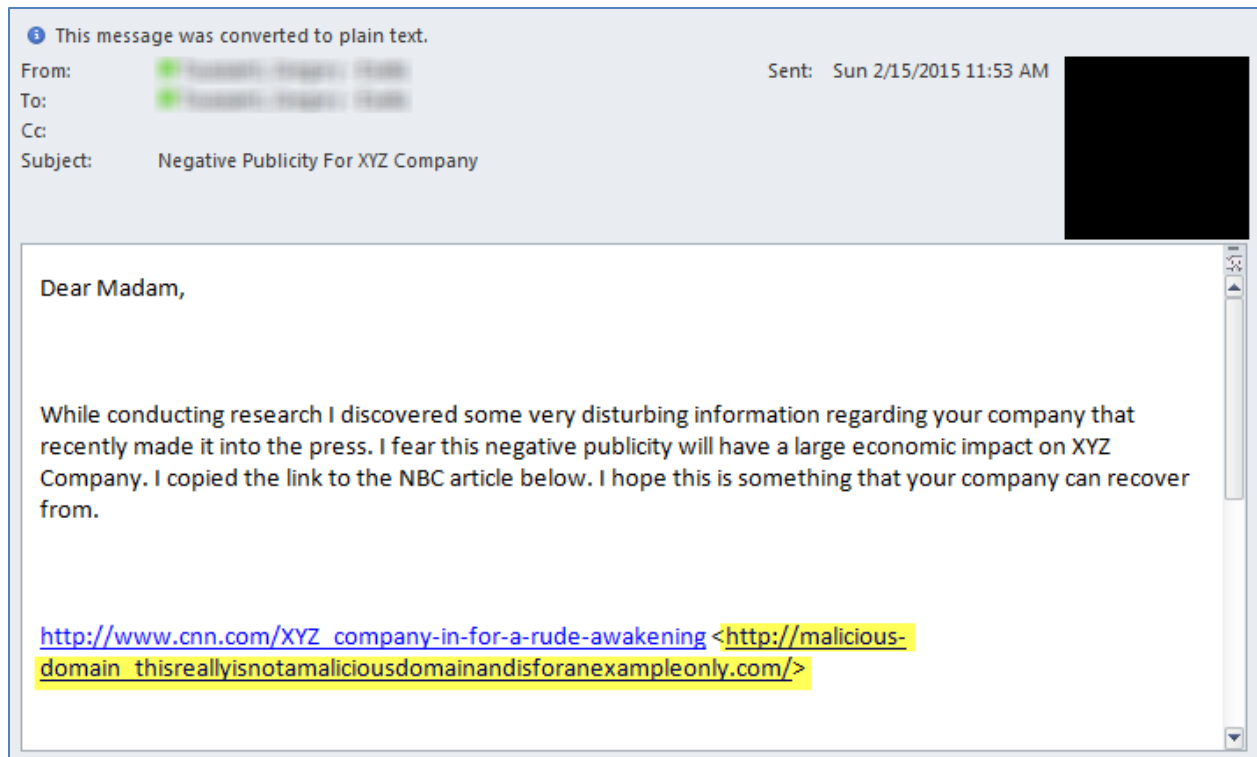 This message was converted to plain text.
From:
Sent: Sun 2/15/2015 11:53 AM
To:
Cc:
Subject: Negative Publicity For XYZ Company
Dear Madam,
While conducting research I discovered some very disturbing information regarding your company that
recently made it into the press. I fear this negative publicity will have a large economic impact on XYZ
Company. I copied the link to the NBC article below. I hope this is something that your company can recover
from.
http://www.cnn.com/XYZ_company-in-for-a-rude-awakening <http://malicious-
domain_thisreallyisnotamaliciousdomainandisforanexampleonly.com/>